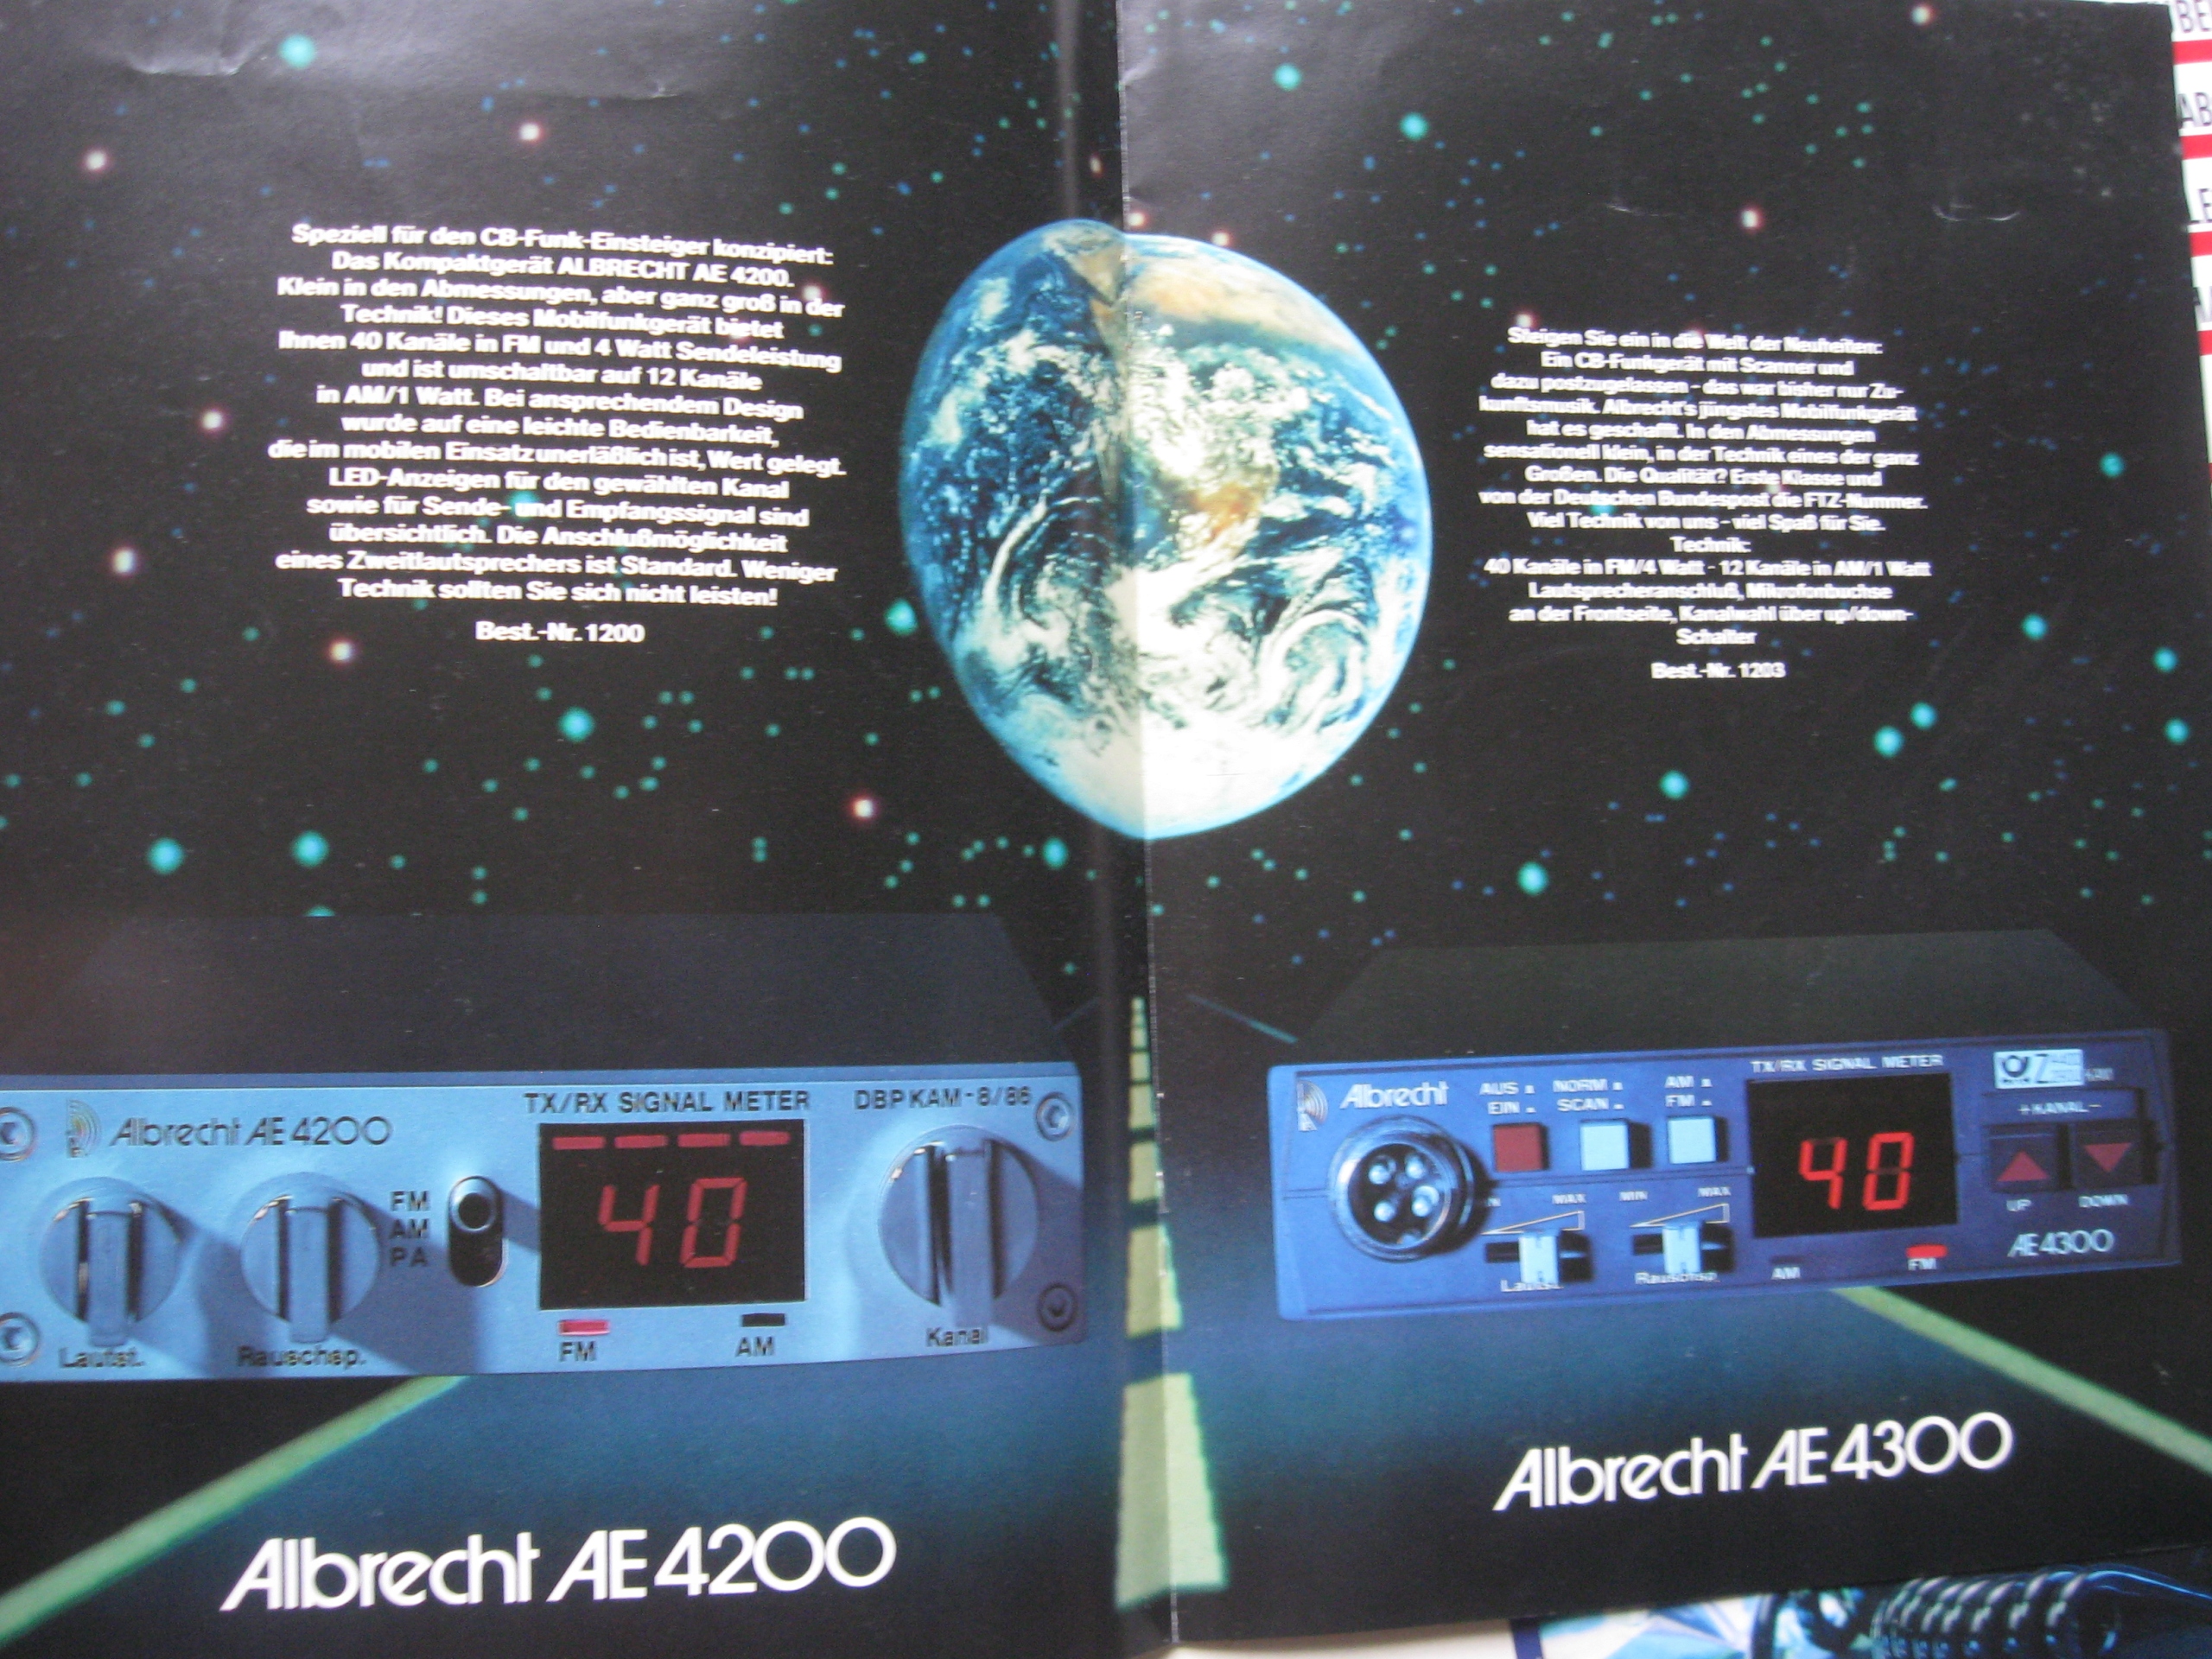 Speziell für den CB-Funk-Einsteiger konzipiert:
Das Kompaktgerät ALBRECHT AE 4200.
Klein in den Abmessungen, aber ganz groß in der
Technik! Dieses Mobilfunkgerät bietet
Ihnen 40 Kanäle in FM und 4 Watt Sendeleistung
und ist umschaltbar auf 12 Kanäle
in AM/1 Watt. Bei ansprechendem Design
wurde auf eine leichte Bedienbarkeit,
die im mobilen Einsatz unerläßlich ist, Wert gelegt.
LED-Anzeigen für den gewählten Kanal
sowie für Sende- und Empfangssignal sind
übersichtlich. Die Anschlußmöglichkeit
eines Zweitlautsprechers ist Standard. Weniger
Technik sollten Sie sich nicht leisten!
Best.-Nr. 1200
Albrecht AE 4200
TX/RX SIGNAL METER
DBP KAM-8/86
FM
AM
PA
40
Lautst.
Rauschsp.
FM
AM
Kanal
Albrecht AE 4200
Steigen Sie ein in die Welt der Neuheiten:
Ein CB-Funkgerät mit Scanner und
dazu postzugelassen - das war bisher nur Zu-
kunftsmusik. Albrecht's jüngstes Mobilfunkgerät
hat es geschafft. In den Abmessungen
sensationell klein, in der Technik eines der ganz
Großen. Die Qualität? Erste Klasse und
von der Deutschen Bundespost die FTZ-Nummer.
Viel Technik von uns - viel Spaß für Sie.
Technik:
40 Kanäle in FM/4 Watt - 12 Kanäle in AM/1 Watt
Lautsprecheranschluß, Mikrofonbuchse
an der Frontseite, Kanalwahl über up/down-
Schalter
Best.-Nr. 1203
Albrecht
AUS
EIN
NORM
SCAN
AM
FM
TX/RX SIGNAL METER
Z
+ KANAL -
40
MAX
MIN
MAX
UP
DOWN
Lautst.
Rauschsp.
AM
FM
AE 4300
Albrecht AE 4300